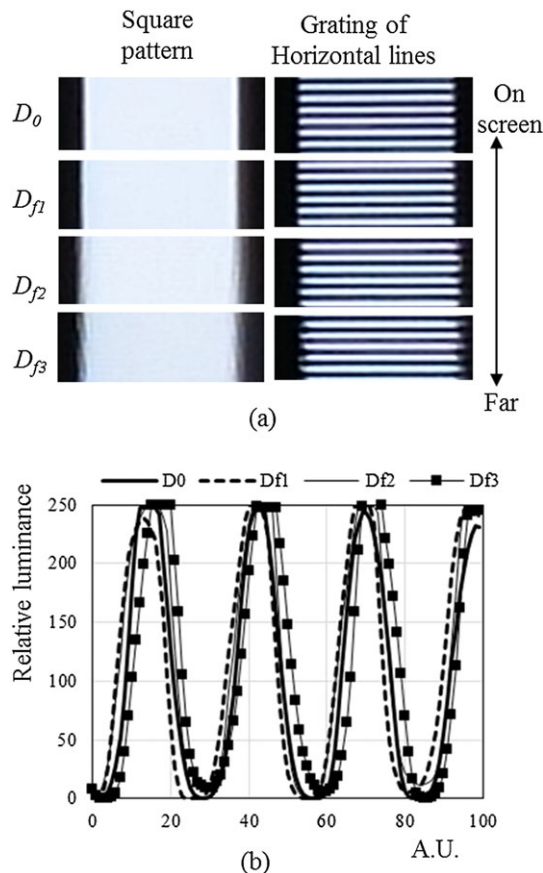 Square
pattern
Grating of
Horizontal lines
D0
On
screen
Df1
Df2
Df3
Far
(a)
D0 Df1 Df2 Df3
Relative luminance
250
200
150
100
50
0
0 20 40 60 80 100
A.U.
(b)